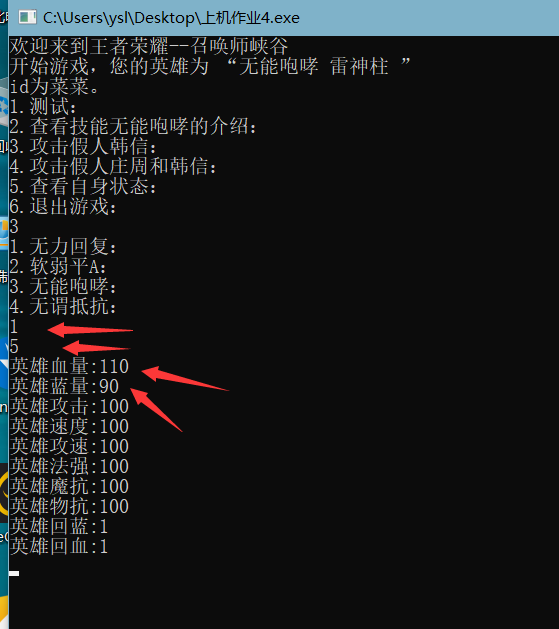 C:\Users\ysl\Desktop\上机作业4.exe
欢迎来到王者荣耀--召唤师峡谷
开始游戏，您的英雄为 “无能咆哮 雷神柱 ”
id为菜菜。
1.测试：
2.查看技能无能咆哮的介绍：
3.攻击假人韩信：
4.攻击假人庄周和韩信：
5.查看自身状态：
6.退出游戏：
3
1.无力回复：
2.软弱平A：
3.无能咆哮：
4.无谓抵抗：
1
5
英雄血量:110
英雄蓝量:90
英雄攻击:100
英雄速度:100
英雄攻速:100
英雄法强:100
英雄魔抗:100
英雄物抗:100
英雄回蓝:1
英雄回血:1